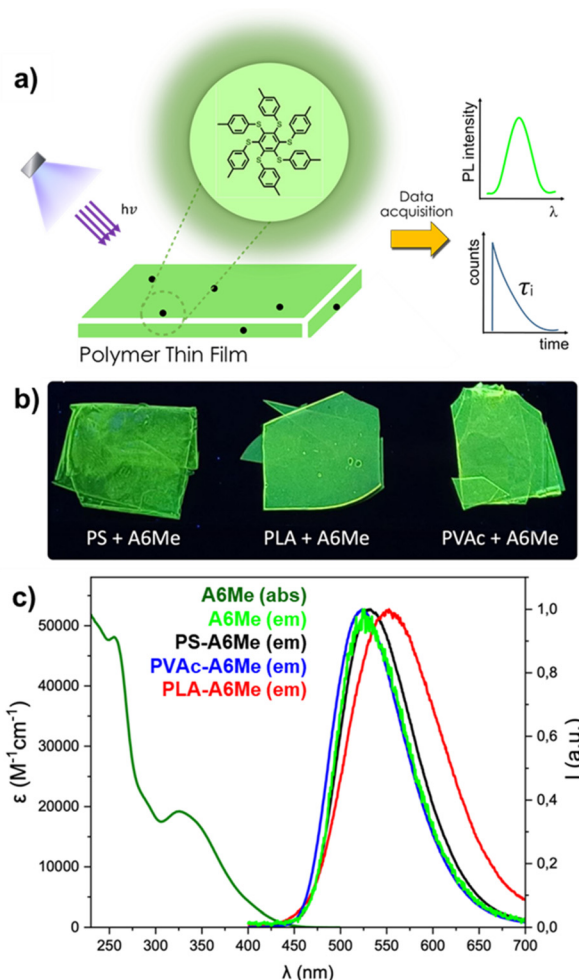 a)
hν
S
S
S
S
S
S
Data
acquisition
PL intensity
λ
counts
τi
time
Polymer Thin Film
b)
PS + A6Me
PLA + A6Me
PVAc + A6Me
c)
A6Me (abs)
A6Me (em)
PS-A6Me (em)
PVAc-A6Me (em)
PLA-A6Me (em)
ε (M⁻¹cm⁻¹)
50000
40000
30000
20000
10000
0
I (a.u.)
1,0
0,8
0,6
0,4
0,2
0,0
250 300 350 400 450 500 550 600 650 700
λ (nm)